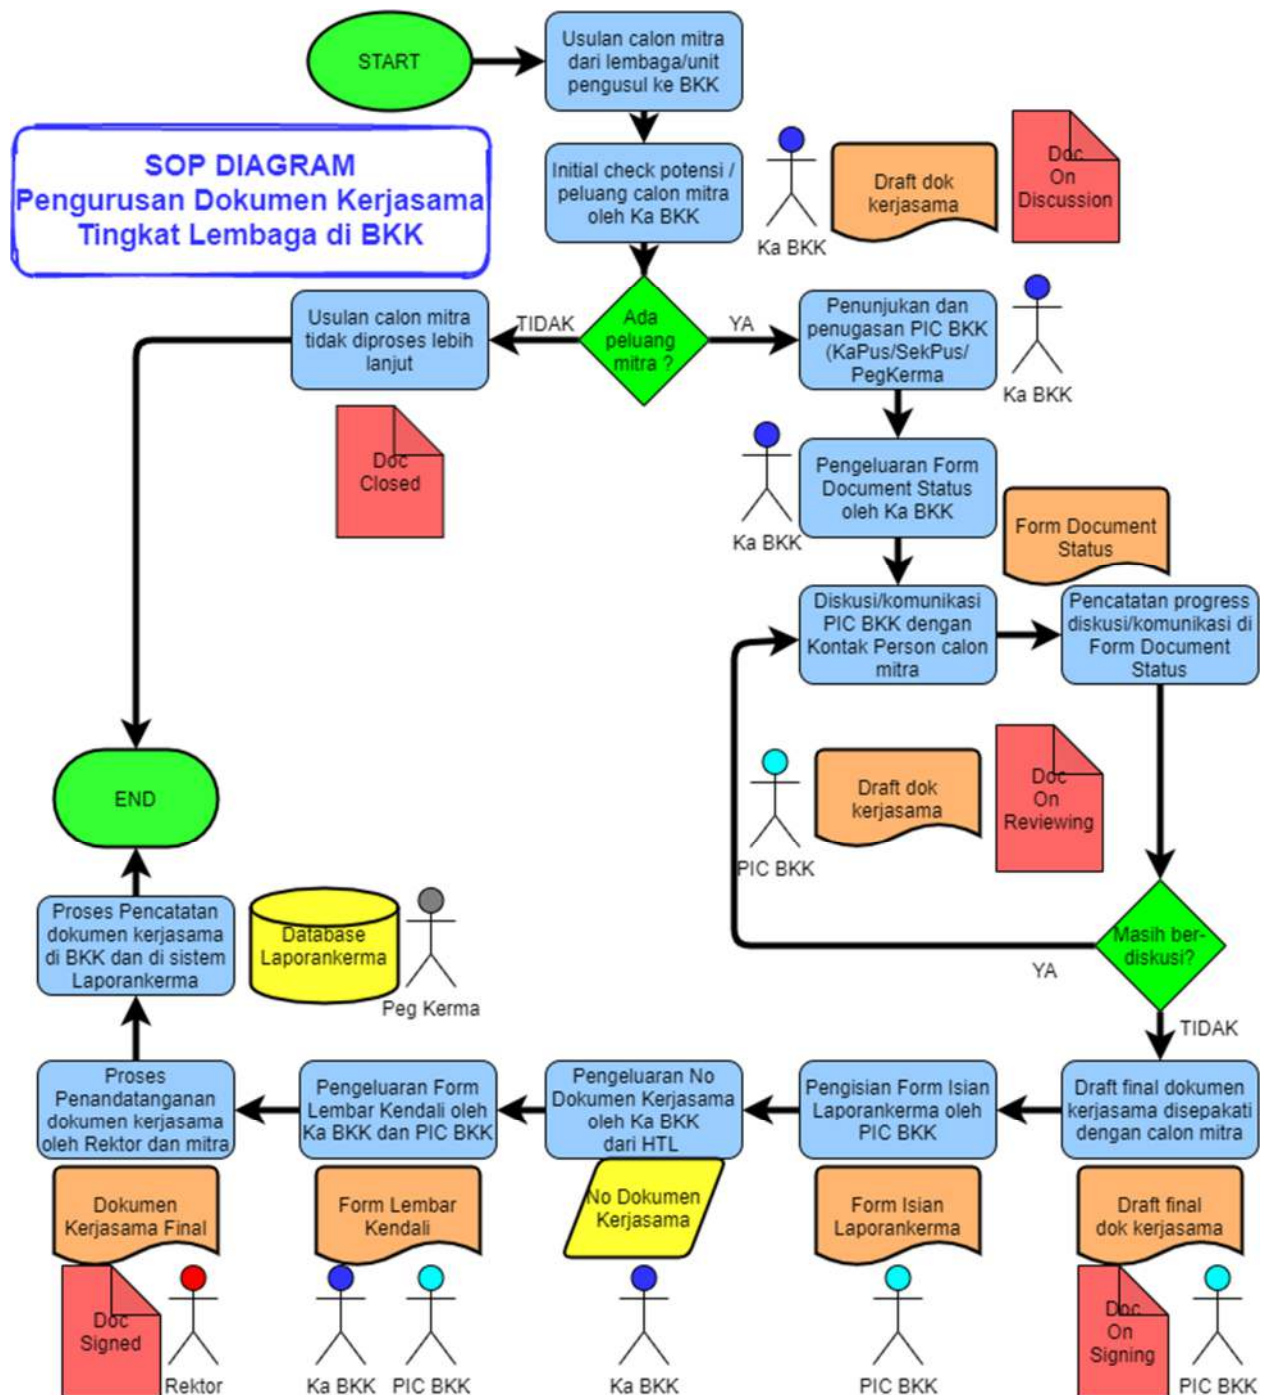 START
Usulan calon mitra
dari lembaga/unit
pengusul ke BKK
SOP DIAGRAM
Pengurusan Dokumen Kerjasama
Tingkat Lembaga di BKK
Initial check potensi /
peluang calon mitra
oleh Ka BKK
Ka BKK
Draft dok
kerjasama
Doc
On
Discussion
Usulan calon mitra
tidak diproses lebih
lanjut
TIDAK
Ada
peluang
mitra ?
YA
Penunjukan dan
penugasan PIC BKK
(KaPus/SekPus/
PegKerma
Ka BKK
Doc
Closed
Ka BKK
Pengeluaran Form
Document Status
oleh Ka BKK
Form Document
Status
Diskusi/komunikasi
PIC BKK dengan
Kontak Person calon
mitra
Pencatatan progress
diskusi/komunikasi di
Form Document
Status
END
PIC BKK
Draft dok
kerjasama
Doc
On
Reviewing
Proses Pencatatan
dokumen kerjasama
di BKK dan di sistem
Laporankerma
Database
Laporankerma
Peg Kerma
Masih ber-
diskusi?
YA
TIDAK
Proses
Penandatanganan
dokumen kerjasama
oleh Rektor dan mitra
Pengeluaran Form
Lembar Kendali oleh
Ka BKK dan PIC BKK
Pengeluaran No
Dokumen Kerjasama
oleh Ka BKK
dari HTL
Pengisian Form Isian
Laporankerma oleh
PIC BKK
Draft final dokumen
kerjasama disepakati
dengan calon mitra
Dokumen
Kerjasama Final
Form Lembar
Kendali
No Dokumen
Kerjasama
Form Isian
Laporankerma
Draft final
dok kerjasama
Doc
Signed
Rektor
Ka BKK
PIC BKK
Ka BKK
PIC BKK
Doc
On
Signing
PIC BKK